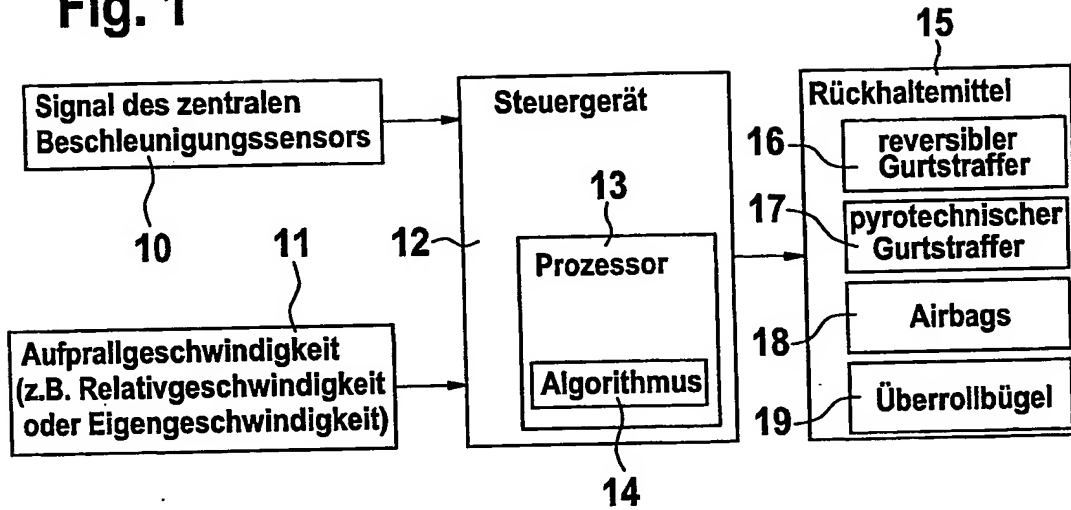 Fig. 1
15
Signal des zentralen
Beschleunigungssensors
10
11
Aufprallgeschwindigkeit
(z.B. Relativgeschwindigkeit
oder Eigengeschwindigkeit)
Steuergerät
12
13
Prozessor
Algorithmus
14
Rückhaltemittel
16
reversibler
Gurtstraffer
17
pyrotechnischer
Gurtstraffer
18
Airbags
19
Überrollbügel